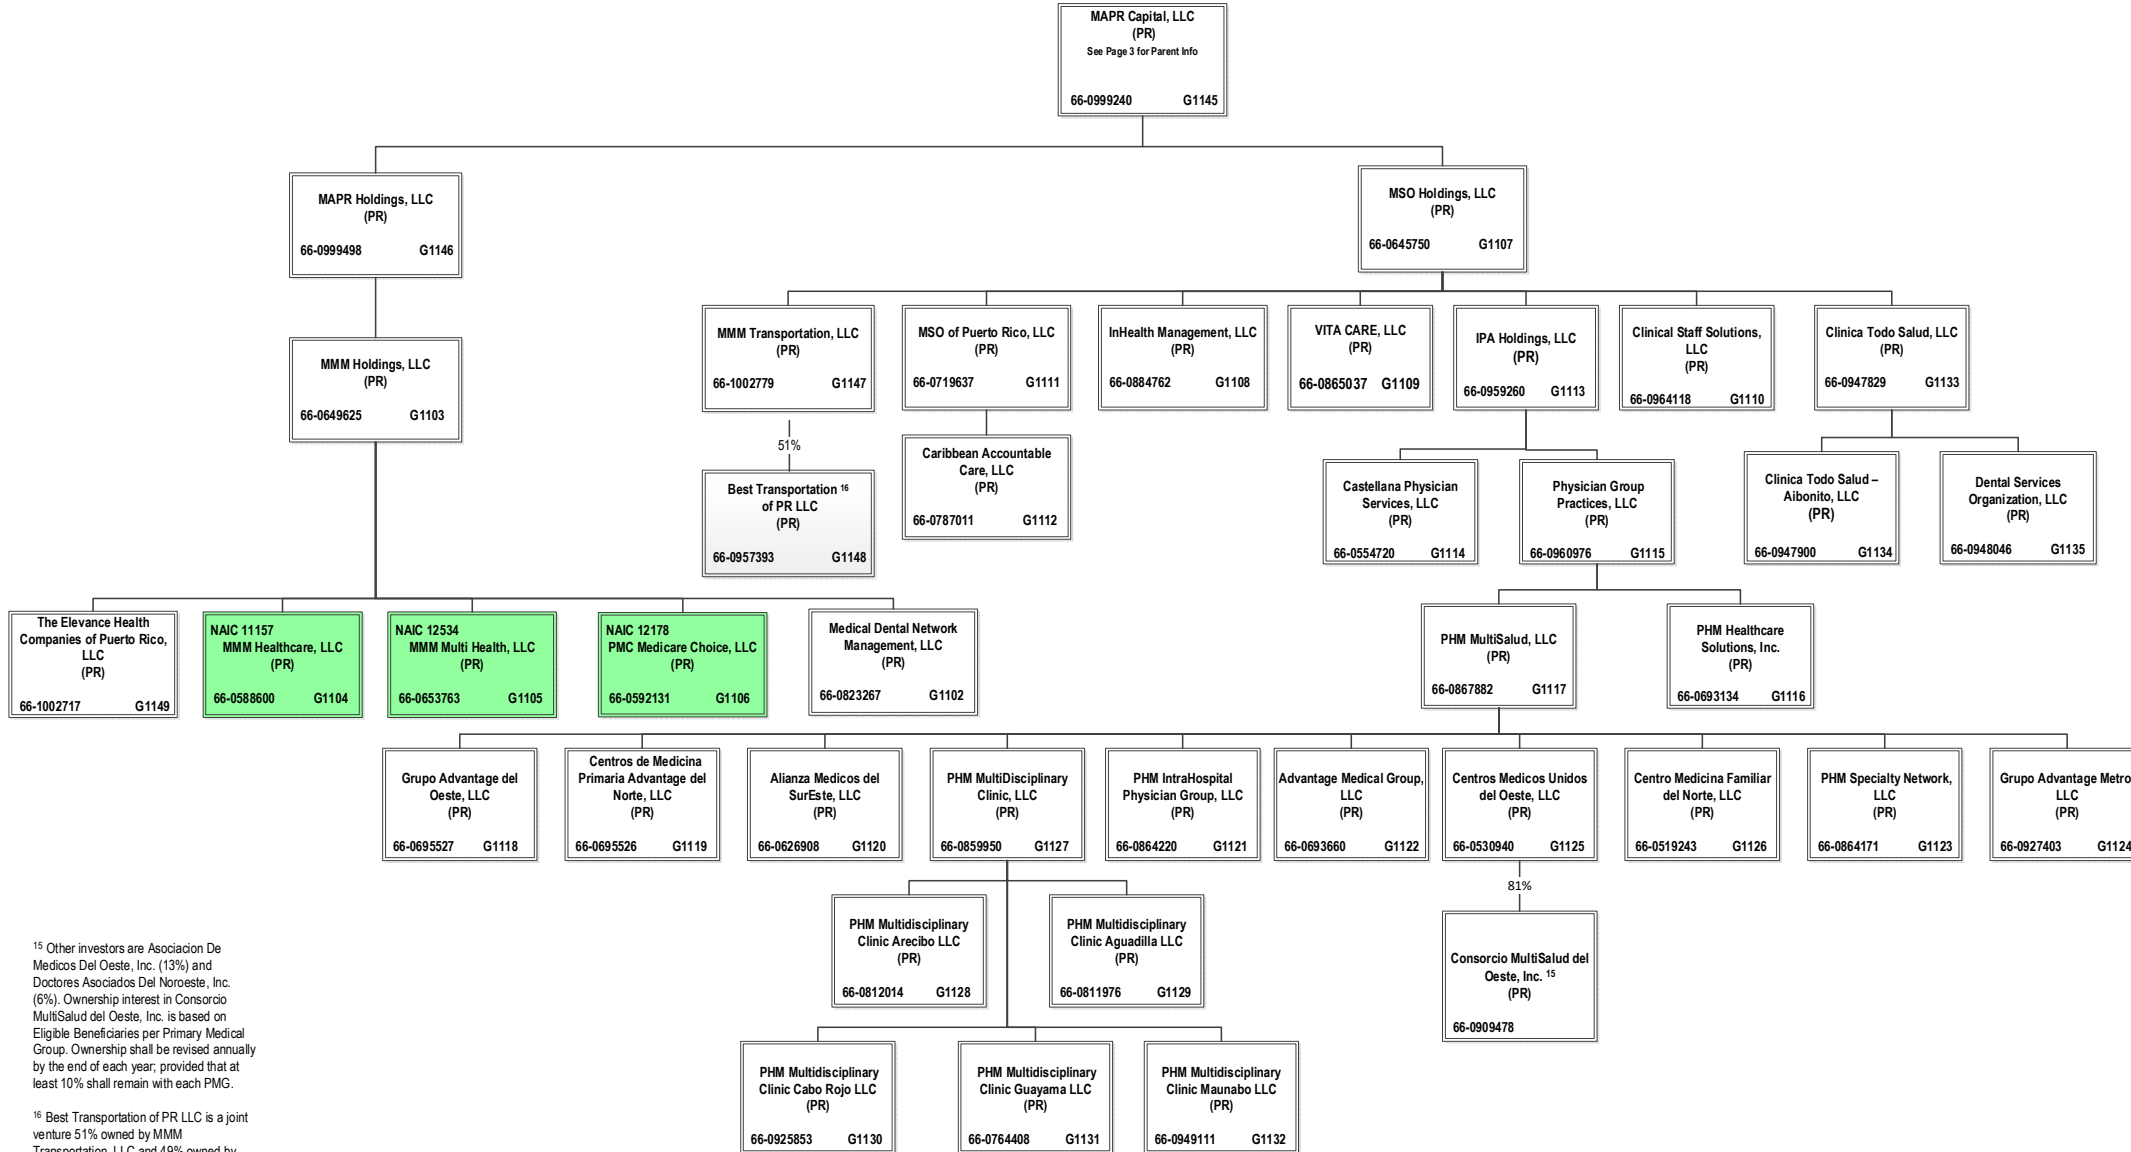 MAPR Capital, LLC
(PR)
See Page 3 for Parent Info
66-0999240 G1145
MAPR Holdings, LLC
(PR)
66-0999498 G1146
MSO Holdings, LLC
(PR)
66-0645750 G1107
MMM Holdings, LLC
(PR)
66-0649625 G1103
MMM Transportation, LLC
(PR)
66-1002779 G1147
MSO of Puerto Rico, LLC
(PR)
66-0719637 G1111
InHealth Management, LLC
(PR)
66-0884762 G1108
VITA CARE, LLC
(PR)
66-0865037 G1109
IPA Holdings, LLC
(PR)
66-0959260 G1113
Clinical Staff Solutions,
LLC
(PR)
66-0964118 G1110
Clinica Todo Salud, LLC
(PR)
66-0947829 G1133
51%
Best Transportation 16
of PR LLC
(PR)
66-0957393 G1148
Caribbean Accountable
Care, LLC
(PR)
66-0787011 G1112
Castellana Physician
Services, LLC
(PR)
66-0554720 G1114
Physician Group
Practices, LLC
(PR)
66-0960976 G1115
Clinica Todo Salud –
Aibonito, LLC
(PR)
66-0947900 G1134
Dental Services
Organization, LLC
(PR)
66-0948046 G1135
The Elevance Health
Companies of Puerto Rico,
LLC
(PR)
66-1002717 G1149
NAIC 11157
MMM Healthcare, LLC
(PR)
66-0588600 G1104
NAIC 12534
MMM Multi Health, LLC
(PR)
66-0653763 G1105
NAIC 12178
PMC Medicare Choice, LLC
(PR)
66-0592131 G1106
Medical Dental Network
Management, LLC
(PR)
66-0823267 G1102
PHM MultiSalud, LLC
(PR)
66-0867882 G1117
PHM Healthcare
Solutions, Inc.
(PR)
66-0693134 G1116
Grupo Advantage del
Oeste, LLC
(PR)
66-0695527 G1118
Centros de Medicina
Primaria Advantage del
Norte, LLC
(PR)
66-0695526 G1119
Alianza Medicos del
SurEste, LLC
(PR)
66-0626908 G1120
PHM MultiDisciplinary
Clinic, LLC
(PR)
66-0859950 G1127
PHM IntraHospital
Physician Group, LLC
(PR)
66-0864220 G1121
Advantage Medical Group,
LLC
(PR)
66-0693660 G1122
Centros Medicos Unidos
del Oeste, LLC
(PR)
66-0530940 G1125
Centro Medicina Familiar
del Norte, LLC
(PR)
66-0519243 G1126
PHM Specialty Network,
LLC
(PR)
66-0864171 G1123
Grupo Advantage Metro
LLC
(PR)
66-0927403 G1124
81%
PHM Multidisciplinary
Clinic Arecibo LLC
(PR)
66-0812014 G1128
PHM Multidisciplinary
Clinic Aguadilla LLC
(PR)
66-0811976 G1129
Consorcio MultiSalud del
Oeste, Inc. 15
(PR)
66-0909478
PHM Multidisciplinary
Clinic Cabo Rojo LLC
(PR)
66-0925853 G1130
PHM Multidisciplinary
Clinic Guayama LLC
(PR)
66-0764408 G1131
PHM Multidisciplinary
Clinic Maunabo LLC
(PR)
66-0949111 G1132
15 Other investors are Asociacion De
Medicos Del Oeste, Inc. (13%) and
Doctores Asociados Del Noroeste, Inc.
(6%). Ownership interest in Consorcio
MultiSalud del Oeste, Inc. is based on
Eligible Beneficiaries per Primary Medical
Group. Ownership shall be revised annually
by the end of each year; provided that at
least 10% shall remain with each PMG.
16 Best Transportation of PR LLC is a joint
venture 51% owned by MMM
Transportation, LLC and 49% owned by